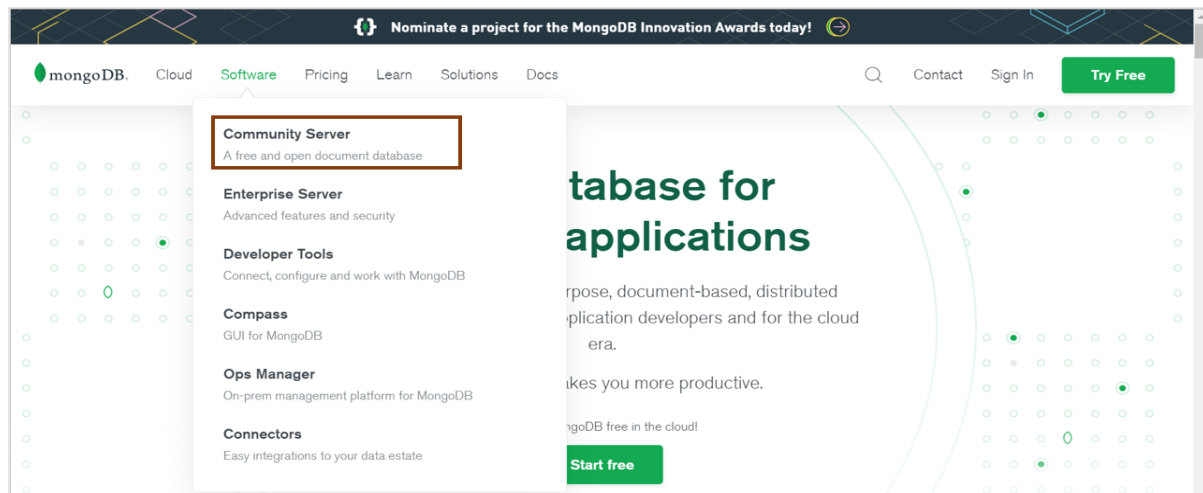 Nominate a project for the MongoDB Innovation Awards today!
mongoDB. Cloud Software Pricing Learn Solutions Docs Contact Sign In Try Free
Community Server
A free and open document database
Enterprise Server
Advanced features and security
Developer Tools
Connect, configure and work with MongoDB
Compass
GUI for MongoDB
Ops Manager
On-prem management platform for MongoDB
Connectors
Easy integrations to your data estate
tabase for
applications
rpose, document-based, distributed
plication developers and for the cloud
era.
akes you more productive.
ngoDB free in the cloud!
Start free